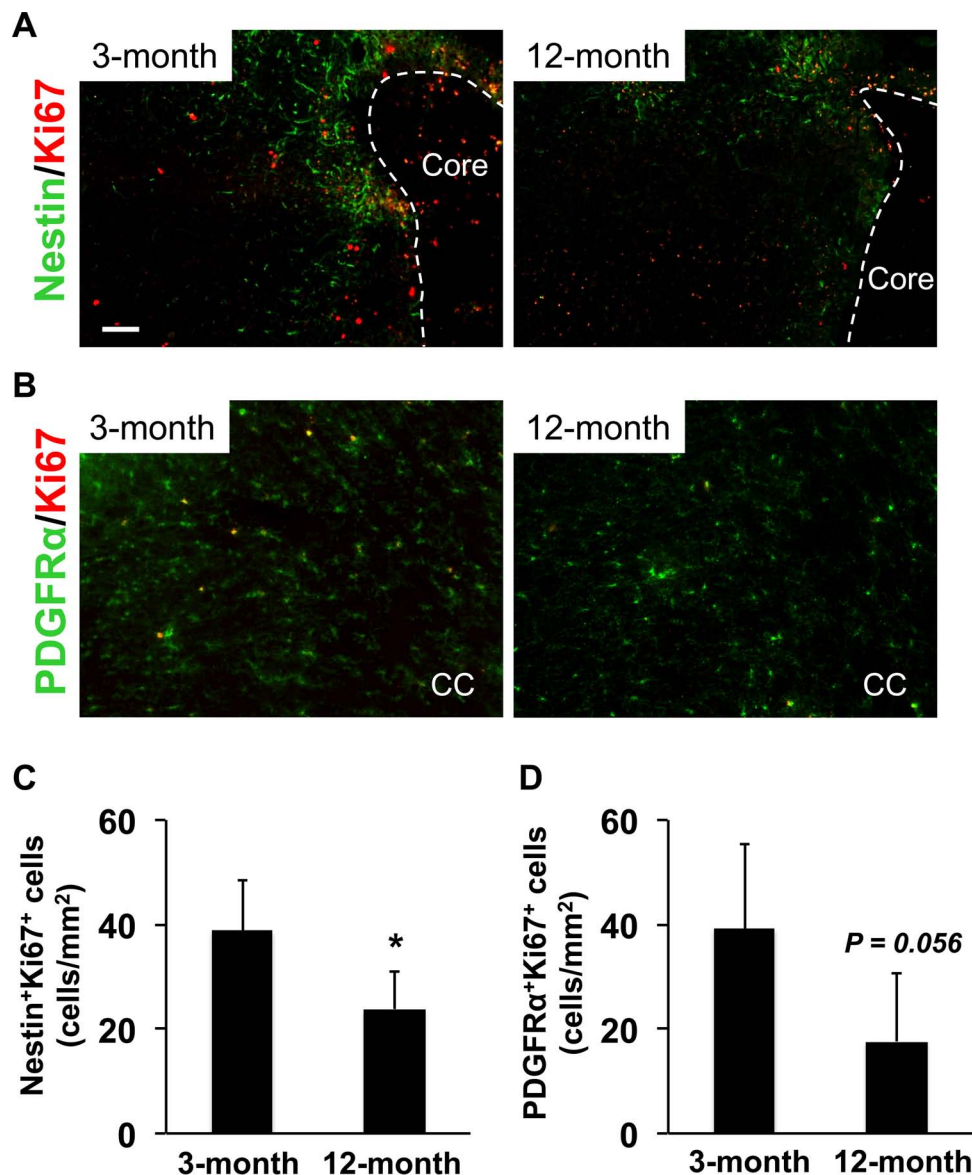 A
3-month
12-month
Nestin/Ki67
Core
Core
B
3-month
12-month
PDGFRα/Ki67
CC
CC
C
D
Nestin⁺Ki67⁺ cells
(cells/mm²)
60
40
20
0
*
3-month
12-month
PDGFRα⁺Ki67⁺ cells
(cells/mm²)
60
40
20
0
P = 0.056
3-month
12-month